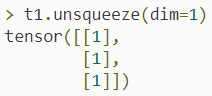 > t1.unsqueeze(dim=1)
tensor([[1],
        [1],
        [1]])